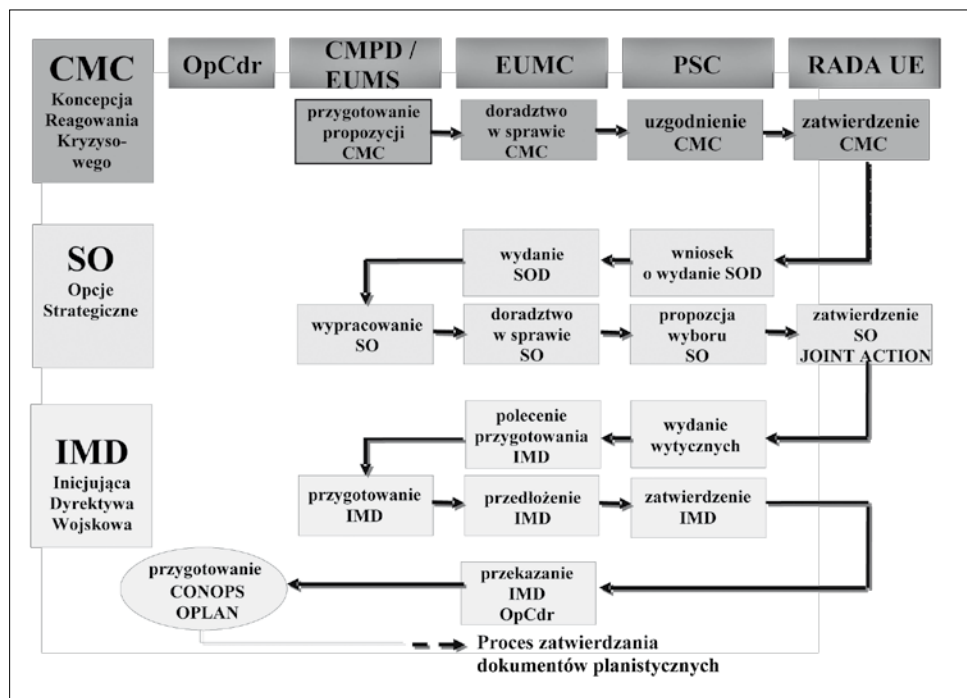 CMC
Koncepcja
Reagowania
Kryzyso-
wego
OpCdr
CMPD /
EUMS
EUMC
PSC
RADA UE
przygotowanie
propozycji
CMC
doradztwo
w sprawie
CMC
uzgodnienie
CMC
zatwierdzenie
CMC
SO
Opcje
Strategiczne
wydanie
SOD
wniosek
o wydanie SOD
wypracowanie
SO
doradztwo
w sprawie
SO
propozcja
wyboru
SO
zatwierdzenie
SO
JOINT ACTION
IMD
Inicjująca
Dyrektywa
Wojskowa
polecenie
przygotowania
IMD
wydanie
wytycznych
przygotowanie
IMD
przedłożenie
IMD
zatwierdzenie
IMD
przygotowanie
CONOPS
OPLAN
przekazanie
IMD
OpCdr
Proces zatwierdzania
dokumentów planistycznych